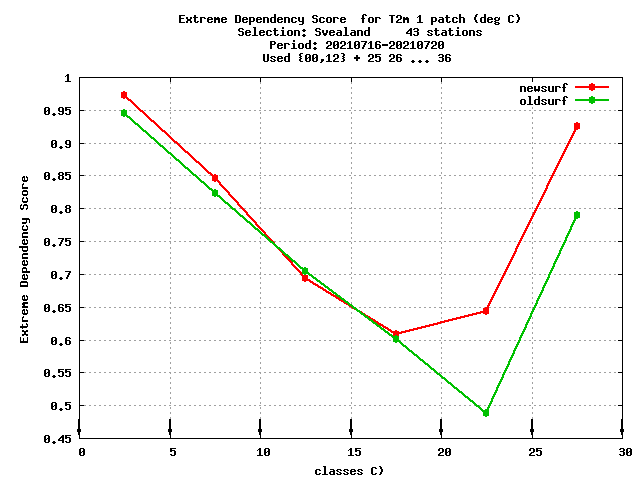 Extreme Dependency Score  for T2m 1 patch (deg C)
Selection: Svealand     43 stations
Period: 20210716-20210720
Used {00,12} + 25 26 ... 36
newsurf
oldsurf
1
0.95
0.9
0.85
0.8
0.75
0.7
0.65
0.6
0.55
0.5
0.45
Extreme Dependency Score
0 5 10 15 20 25 30
classes C)